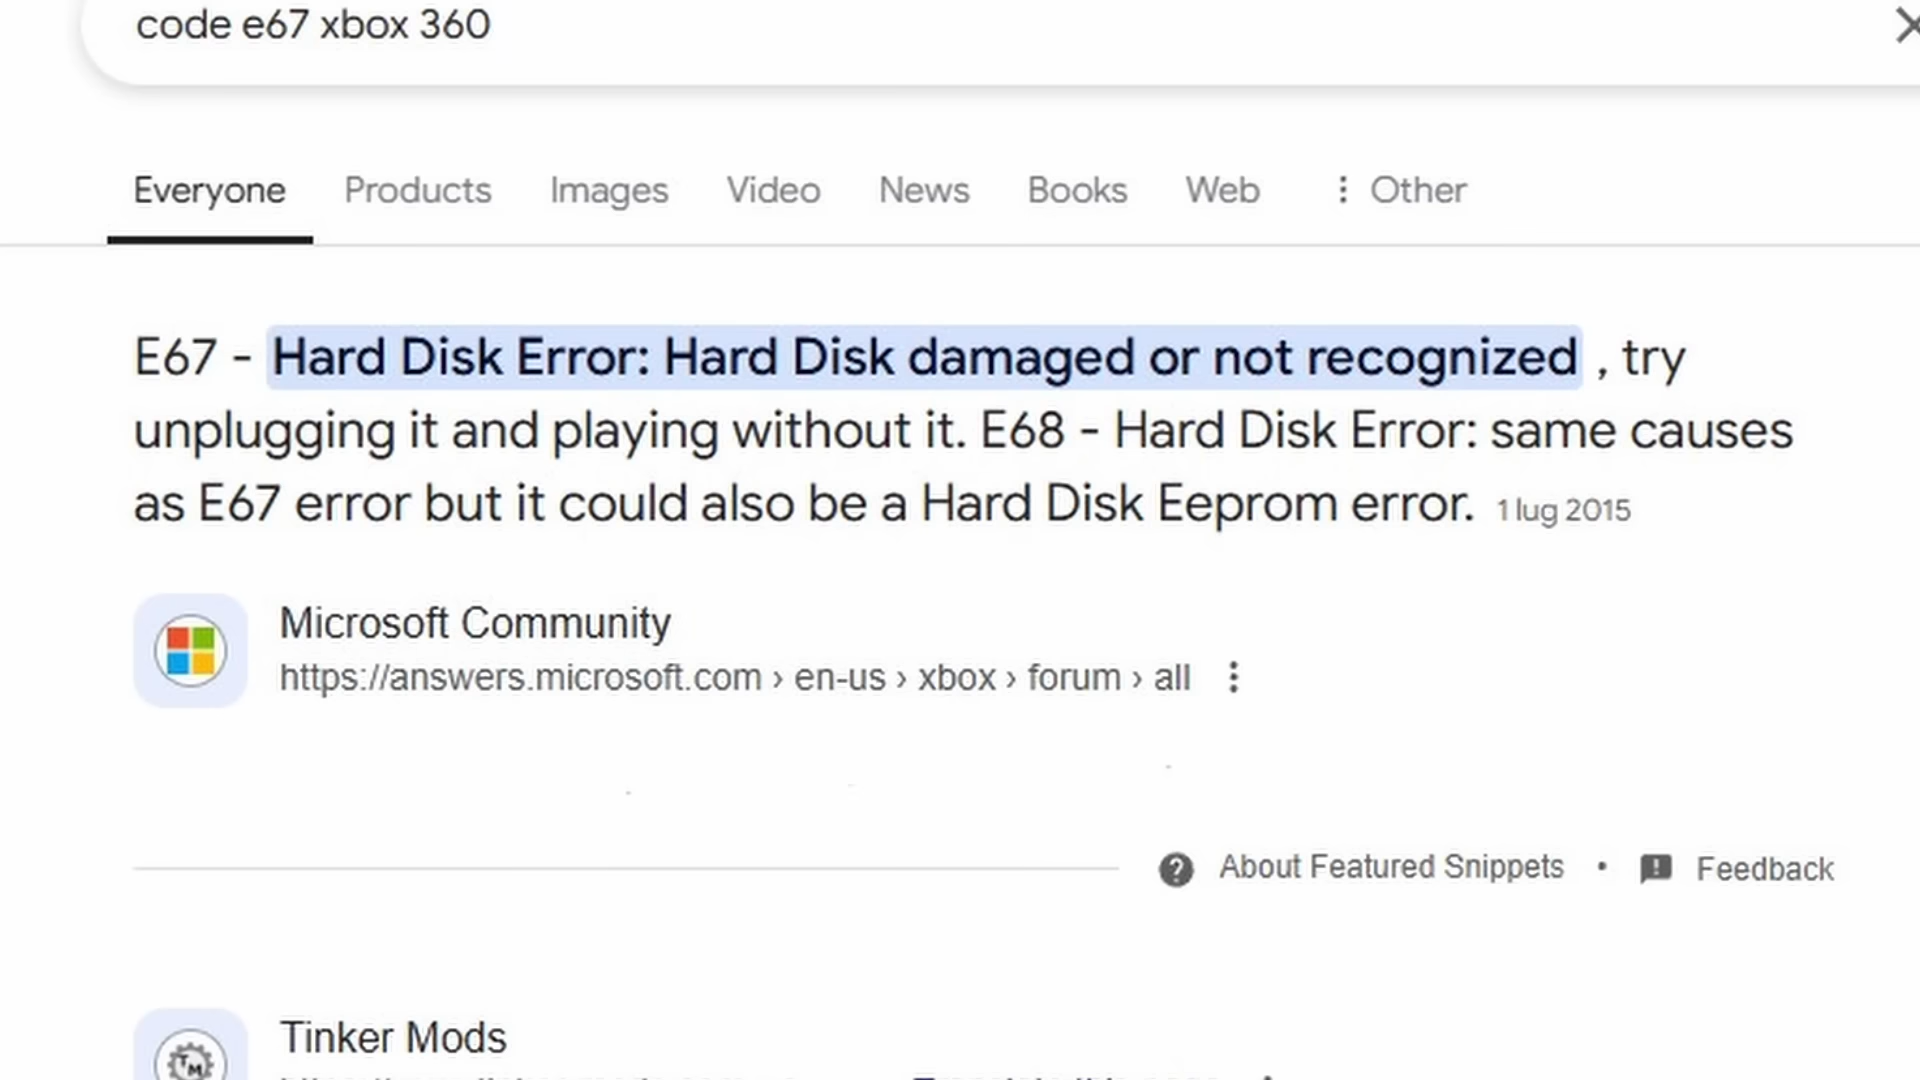 code e67 xbox 360
Everyone Products Images Video News Books Web Other
E67 - Hard Disk Error: Hard Disk damaged or not recognized , try
unplugging it and playing without it. E68 - Hard Disk Error: same causes
as E67 error but it could also be a Hard Disk Eeprom error. 1 lug 2015
Microsoft Community
https://answers.microsoft.com › en-us › xbox › forum › all
About Featured Snippets • Feedback
Tinker Mods
TM